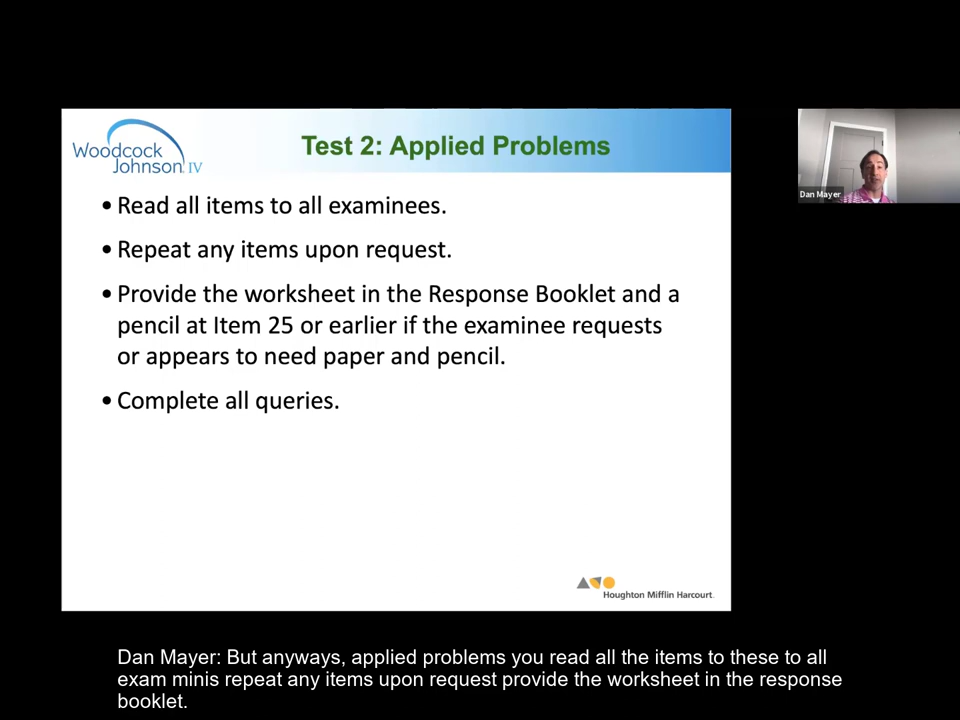 Woodcock
Johnson IV
Test 2: Applied Problems
• Read all items to all examinees.
• Repeat any items upon request.
• Provide the worksheet in the Response Booklet and a
pencil at Item 25 or earlier if the examinee requests
or appears to need paper and pencil.
• Complete all queries.
Houghton Mifflin Harcourt
Dan Mayer
Dan Mayer: But anyways, applied problems you read all the items to these to all
exam minis repeat any items upon request provide the worksheet in the response
booklet.